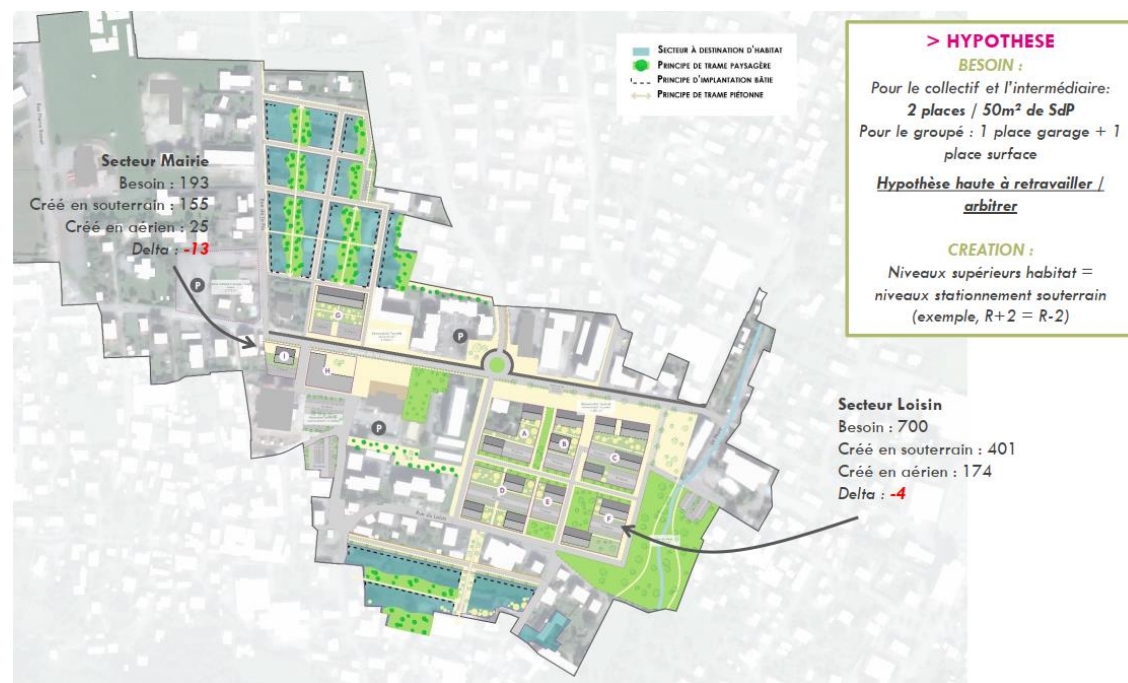 SECTEUR À DESTINATION D'HABITAT
PRINCIPE DE TRAME PAYSAGÈRE
PRINCIPE D'IMPLANTATION BÂTIE
PRINCIPE DE TRAME PIÉTONNE
> HYPOTHESE
BESOIN :
Pour le collectif et l'intermédiaire:
2 places / 50m² de SdP
Pour le groupé : 1 place garage + 1
place surface
Hypothèse haute à retravailler /
arbitrer
CREATION :
Niveaux supérieurs habitat =
niveaux stationnement souterrain
(exemple, R+2 = R-2)
Secteur Mairie
Besoin : 193
Créé en souterrain : 155
Créé en aérien : 25
Delta : -13
P
P
P
G
I
H
A
B
C
D
E
F
Rue de Loisin
Secteur Loisin
Besoin : 700
Créé en souterrain : 401
Créé en aérien : 174
Delta : -4